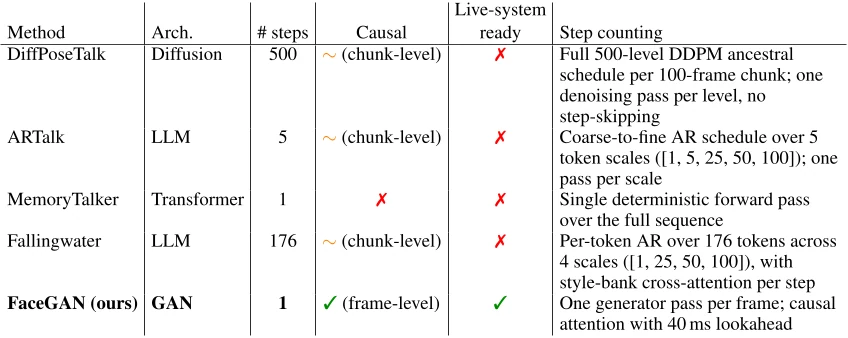 Live-system
Method Arch. # steps Causal ready Step counting
DiffPoseTalk Diffusion 500 ∼ (chunk-level) ✗ Full 500-level DDPM ancestral
schedule per 100-frame chunk; one
denoising pass per level, no
step-skipping
ARTalk LLM 5 ∼ (chunk-level) ✗ Coarse-to-fine AR schedule over 5
token scales ([1, 5, 25, 50, 100]); one
pass per scale
MemoryTalker Transformer 1 ✗ ✗ Single deterministic forward pass
over the full sequence
Fallingwater LLM 176 ∼ (chunk-level) ✗ Per-token AR over 176 tokens across
4 scales ([1, 25, 50, 100]), with
style-bank cross-attention per step
FaceGAN (ours) GAN 1 ✓ (frame-level) ✓ One generator pass per frame; causal
attention with 40 ms lookahead